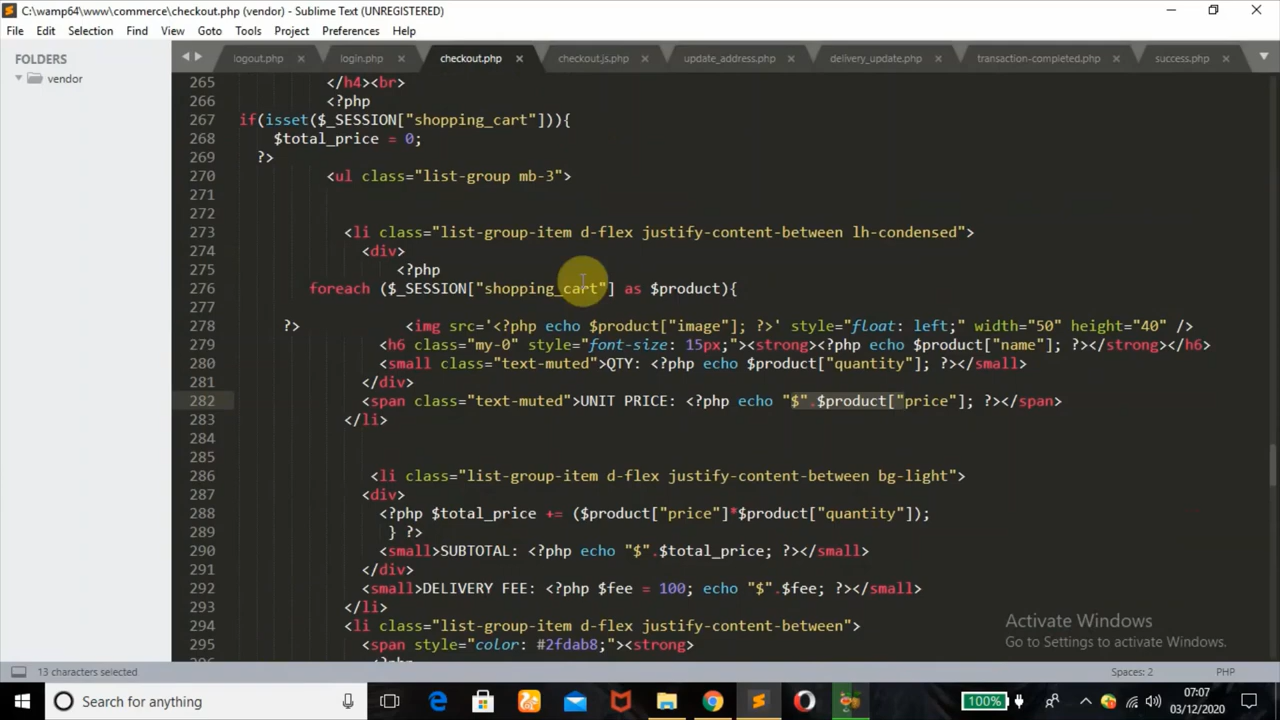 C:\wamp64\www\commerce\checkout.php (vendor) - Sublime Text (UNREGISTERED)
File Edit Selection Find View Goto Tools Project Preferences Help
FOLDERS
vendor
logout.php × login.php × checkout.php × checkout.js.php × update_address.php × delivery_update.php × transaction-completed.php × success.php ×
265 </h4><br>
266 <?php
267 if(isset($_SESSION["shopping_cart"])){
268 $total_price = 0;
269 ?>
270 <ul class="list-group mb-3">
271
272
273 <li class="list-group-item d-flex justify-content-between lh-condensed">
274 <div>
275 <?php
276 foreach ($_SESSION["shopping_cart"] as $product){
277
278 ?> <img src='<?php echo $product["image"]; ?>' style="float: left;" width="50" height="40" />
279 <h6 class="my-0" style="font-size: 15px;"><strong><?php echo $product["name"]; ?></strong></h6>
280 <small class="text-muted">QTY: <?php echo $product["quantity"]; ?></small>
281 </div>
282 <span class="text-muted">UNIT PRICE: <?php echo "$".$product["price"]; ?></span>
283 </li>
284
285
286 <li class="list-group-item d-flex justify-content-between bg-light">
287 <div>
288 <?php $total_price += ($product["price"]*$product["quantity"]);
289 } ?>
290 <small>SUBTOTAL: <?php echo "$".$total_price; ?></small>
291 </div>
292 <small>DELIVERY FEE: <?php $fee = 100; echo "$".$fee; ?></small>
293 </li>
294 <li class="list-group-item d-flex justify-content-between">
295 <span style="color: #2fdab8;"><strong>
Activate Windows
Go to Settings to activate Windows.
13 characters selected Spaces: 2 PHP
Search for anything 100% 07:07
03/12/2020